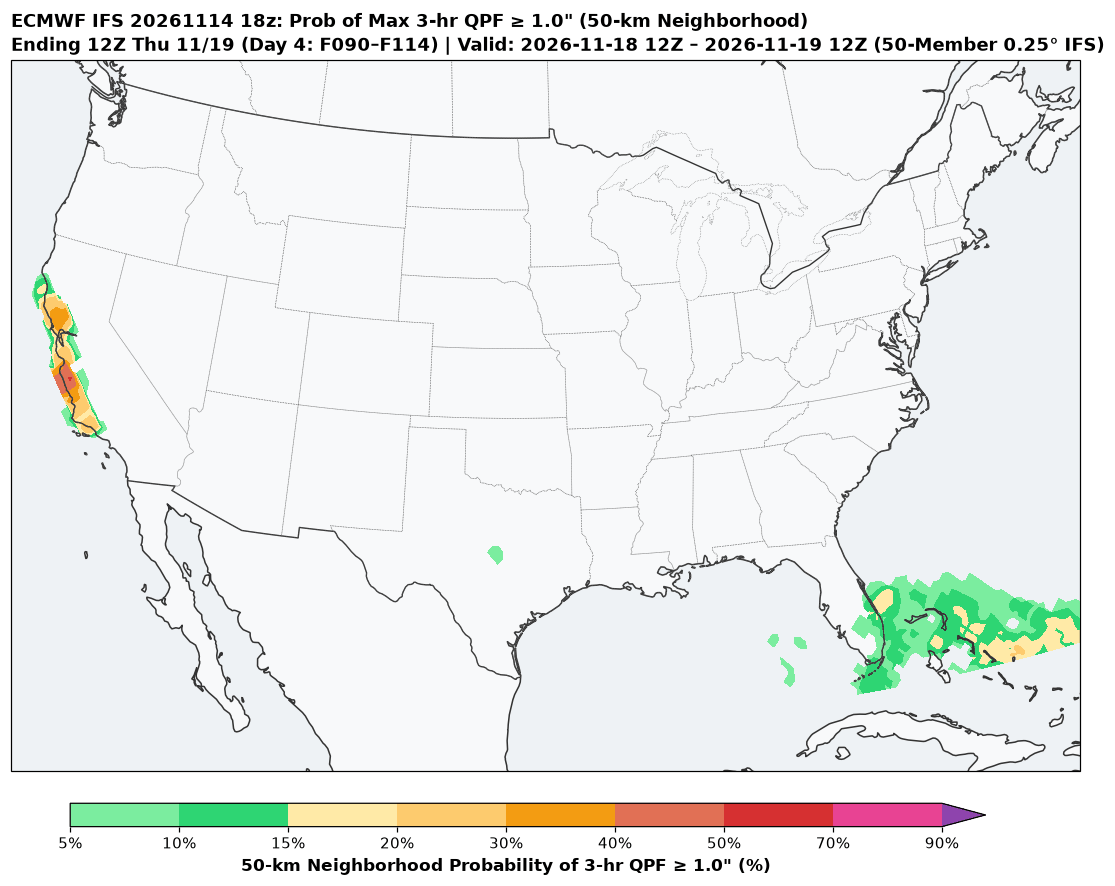 ECMWF IFS 20261114 18z: Prob of Max 3-hr QPF ≥ 1.0" (50-km Neighborhood)
Ending 12Z Thu 11/19 (Day 4: F090–F114) | Valid: 2026-11-18 12Z – 2026-11-19 12Z (50-Member 0.25° IFS)
5% 10% 15% 20% 30% 40% 50% 70% 90%
50-km Neighborhood Probability of 3-hr QPF ≥ 1.0" (%)